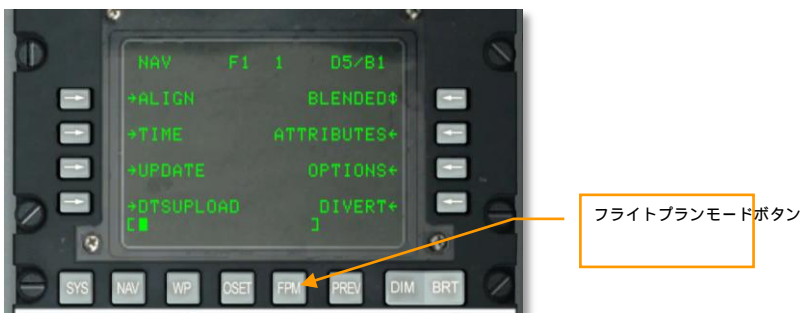 NAV F1 1 D5/B1
→ALIGN BLENDED↕
→TIME ATTRIBUTES←
→UPDATE OPTIONS←
→DTSUPLOAD DIVERT←
[ ]
SYS NAV WP OSET FPM PREV DIM BRT
フライトプランモードボタン